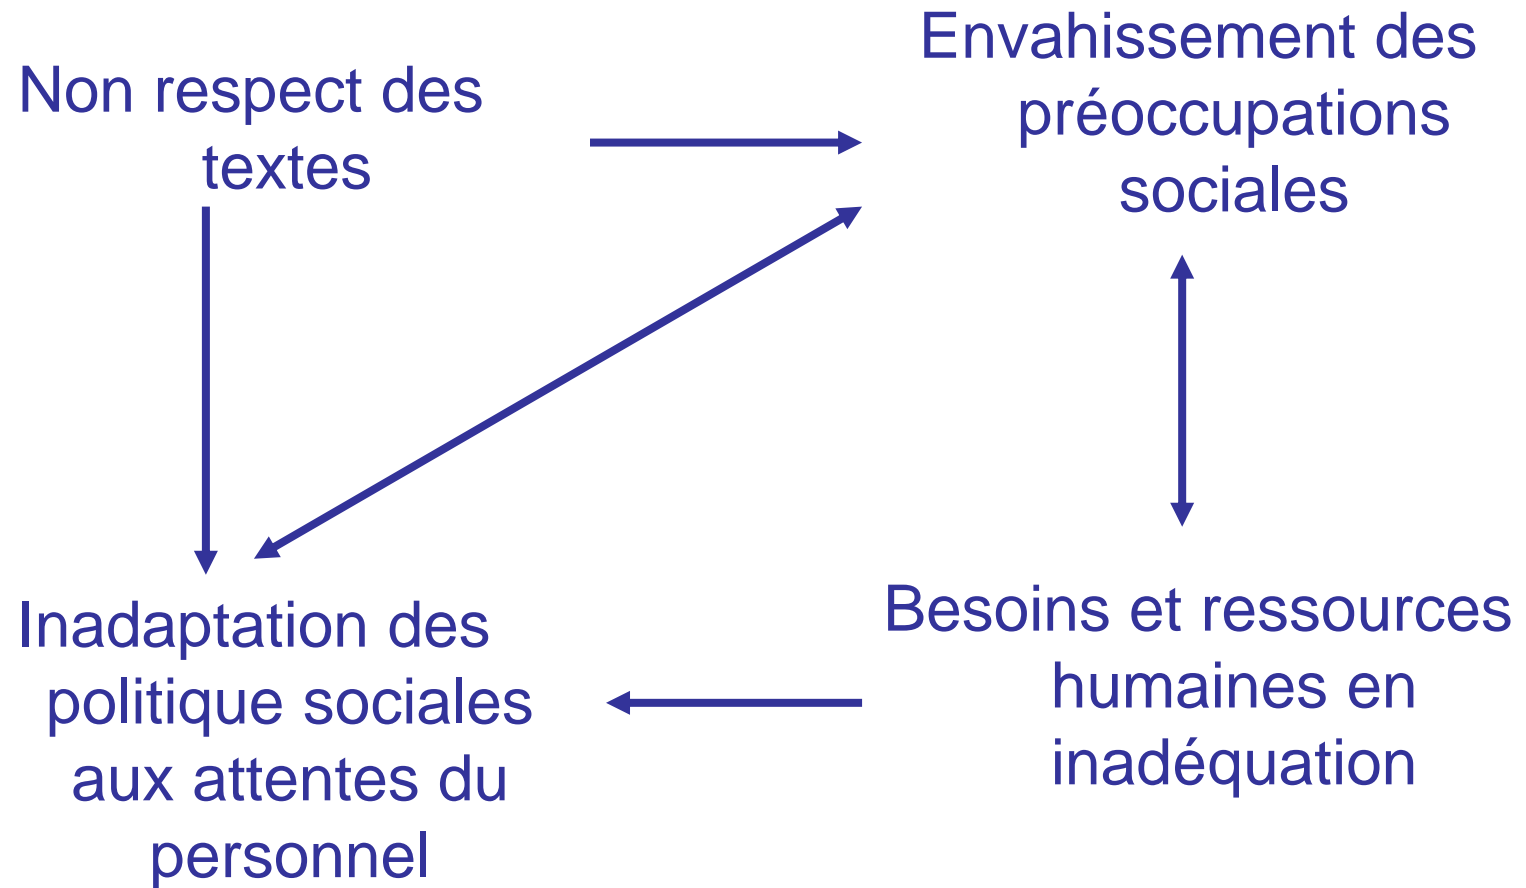 Non respect des
textes
Envahissement des
préoccupations
sociales
Inadaptation des
politique sociales
aux attentes du
personnel
Besoins et ressources
humaines en
inadéquation